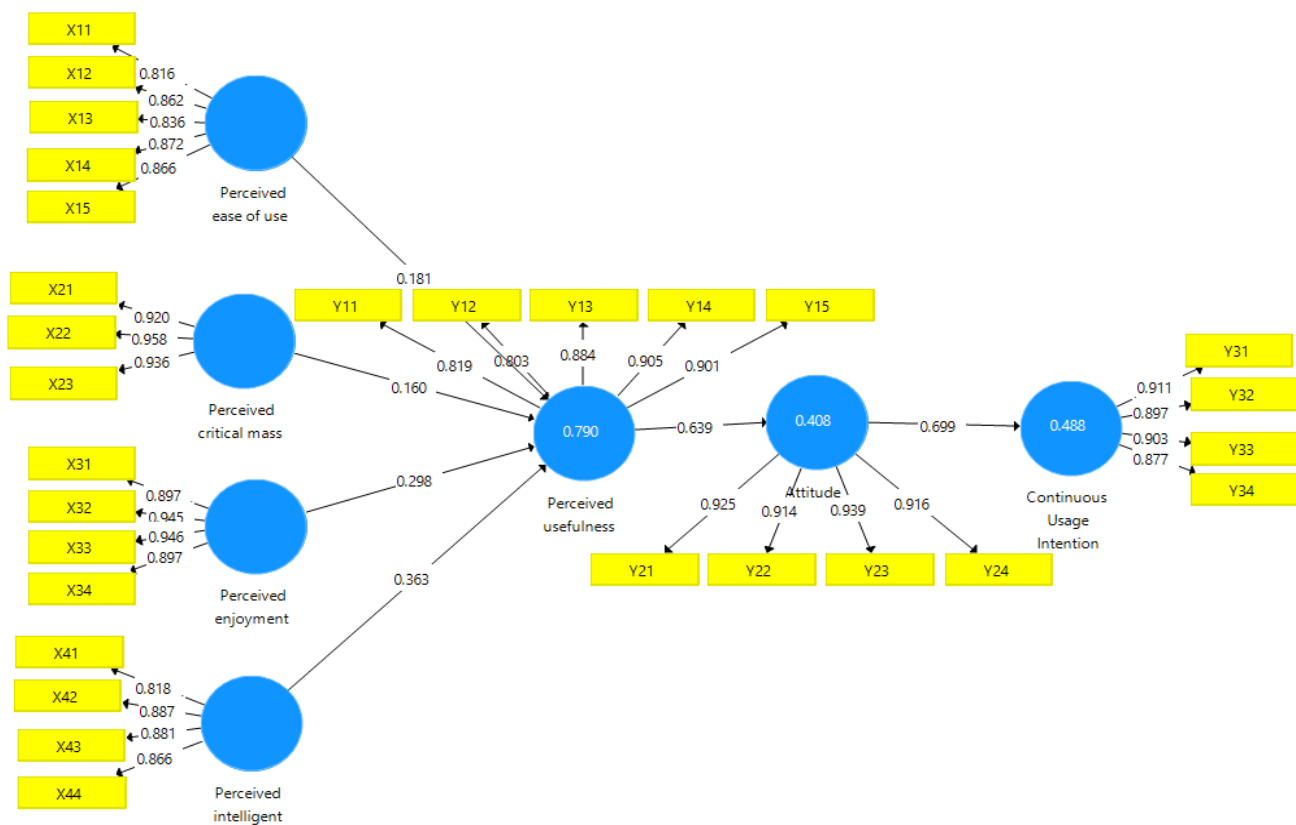 X11
0.816
X12
0.862
X13
0.836
X14
0.872
X15
0.866
Perceived
ease of use
0.181
X21
0.920
X22
0.958
X23
0.936
Perceived
critical mass
0.160
X31
0.897
X32
0.945
X33
0.946
X34
0.897
Perceived
enjoyment
0.298
X41
0.818
X42
0.887
X43
0.881
X44
0.866
Perceived
intelligent
0.363
Y11
Y12
Y13
Y14
Y15
0.819
0.803
0.884
0.905
0.901
0.790
Perceived
usefulness
0.639
0.408
Attitude
0.925
0.914
0.939
0.916
Y21
Y22
Y23
Y24
0.699
0.488
Continuous
Usage
Intention
0.911
0.897
0.903
0.877
Y31
Y32
Y33
Y34